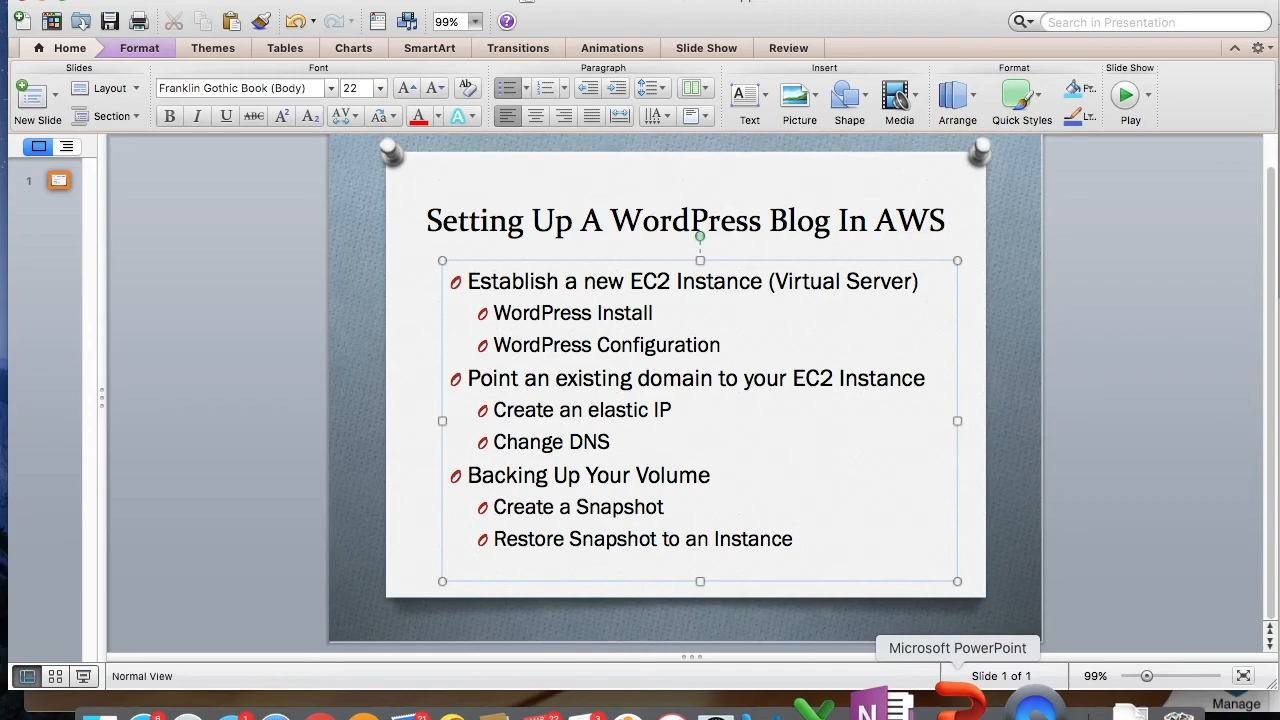 99%
Search in Presentation
Home
Format
Themes
Tables
Charts
SmartArt
Transitions
Animations
Slide Show
Review
Slides
Font
Paragraph
Insert
Format
Slide Show
Layout
Franklin Gothic Book (Body)
22
New Slide
Section
B I U ABC A2 A2
Text
Picture
Shape
Media
Arrange
Quick Styles
Play
1
Setting Up A WordPress Blog In AWS
Establish a new EC2 Instance (Virtual Server)
WordPress Install
WordPress Configuration
Point an existing domain to your EC2 Instance
Create an elastic IP
Change DNS
Backing Up Your Volume
Create a Snapshot
Restore Snapshot to an Instance
Microsoft PowerPoint
Normal View
Slide 1 of 1
99%
Manage